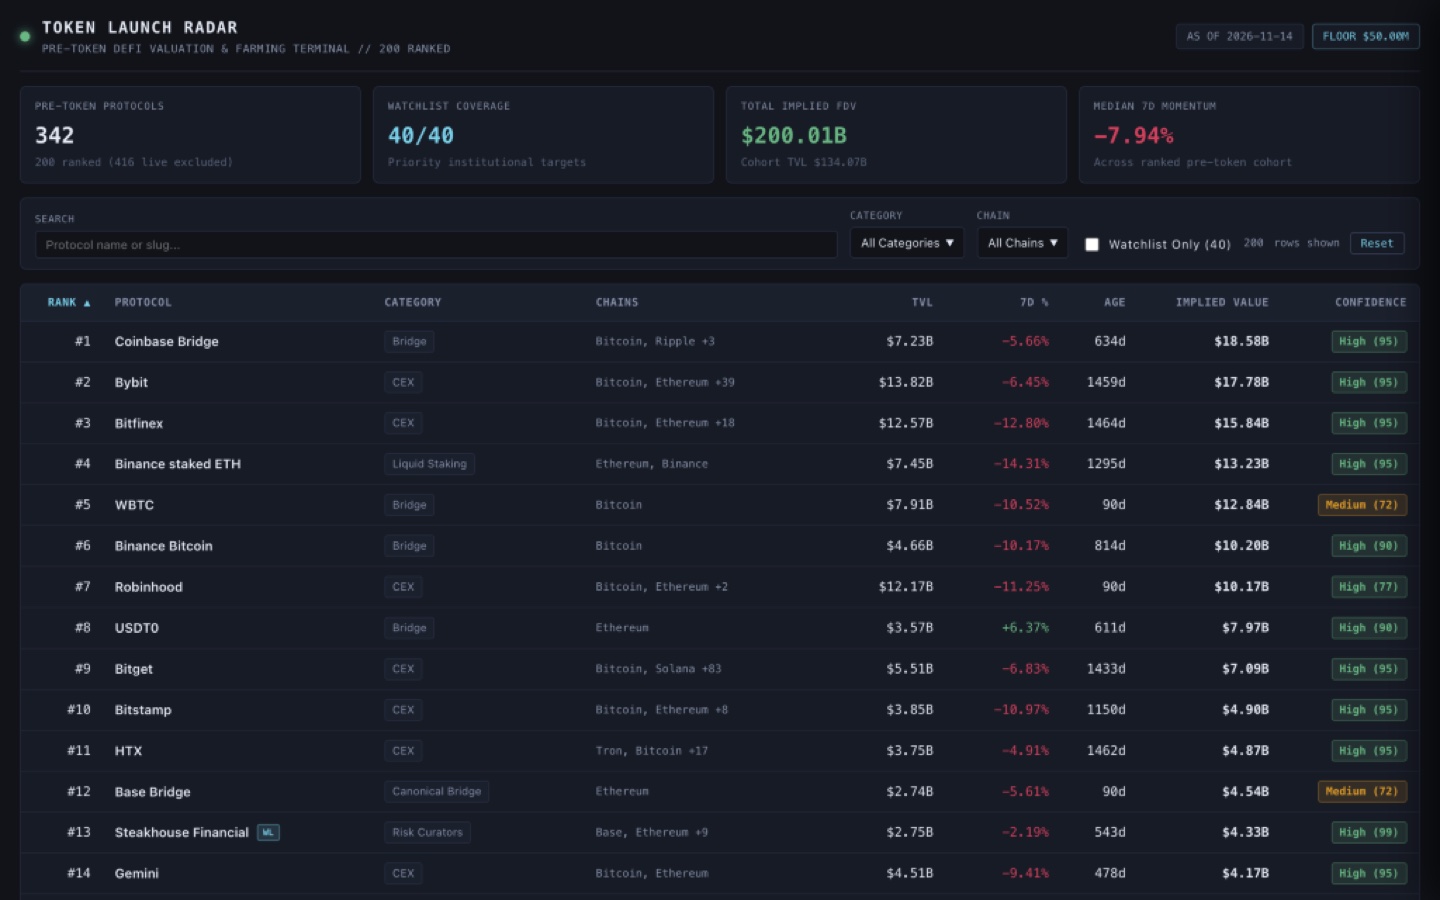 TOKEN LAUNCH RADAR
PRE-TOKEN DEFI VALUATION & FARMING TERMINAL // 200 RANKED
AS OF 2026-11-14
FLOOR $50.00M
PRE-TOKEN PROTOCOLS
342
200 ranked (416 live excluded)
WATCHLIST COVERAGE
40/40
Priority institutional targets
TOTAL IMPLIED FDV
$200.01B
Cohort TVL $134.07B
MEDIAN 7D MOMENTUM
−7.94%
Across ranked pre-token cohort
SEARCH
Protocol name or slug...
CATEGORY
All Categories ▼
CHAIN
All Chains ▼
Watchlist Only (40)
200 rows shown
Reset
RANK ▲ PROTOCOL CATEGORY CHAINS TVL 7D % AGE IMPLIED VALUE CONFIDENCE
#1 Coinbase Bridge Bridge Bitcoin, Ripple +3 $7.23B −5.66% 634d $18.58B High (95)
#2 Bybit CEX Bitcoin, Ethereum +39 $13.82B −6.45% 1459d $17.78B High (95)
#3 Bitfinex CEX Bitcoin, Ethereum +18 $12.57B −12.80% 1464d $15.84B High (95)
#4 Binance staked ETH Liquid Staking Ethereum, Binance $7.45B −14.31% 1295d $13.23B High (95)
#5 WBTC Bridge Bitcoin $7.91B −10.52% 90d $12.84B Medium (72)
#6 Binance Bitcoin Bridge Bitcoin $4.66B −10.17% 814d $10.20B High (90)
#7 Robinhood CEX Bitcoin, Ethereum +2 $12.17B −11.25% 90d $10.17B High (77)
#8 USDT0 Bridge Ethereum $3.57B +6.37% 611d $7.97B High (90)
#9 Bitget CEX Bitcoin, Solana +83 $5.51B −6.83% 1433d $7.09B High (95)
#10 Bitstamp CEX Bitcoin, Ethereum +8 $3.85B −10.97% 1150d $4.90B High (95)
#11 HTX CEX Tron, Bitcoin +17 $3.75B −4.91% 1462d $4.87B High (95)
#12 Base Bridge Canonical Bridge Ethereum $2.74B −5.61% 90d $4.54B Medium (72)
#13 Steakhouse Financial WL Risk Curators Base, Ethereum +9 $2.75B −2.19% 543d $4.33B High (99)
#14 Gemini CEX Bitcoin, Ethereum $4.51B −9.41% 478d $4.17B High (95)